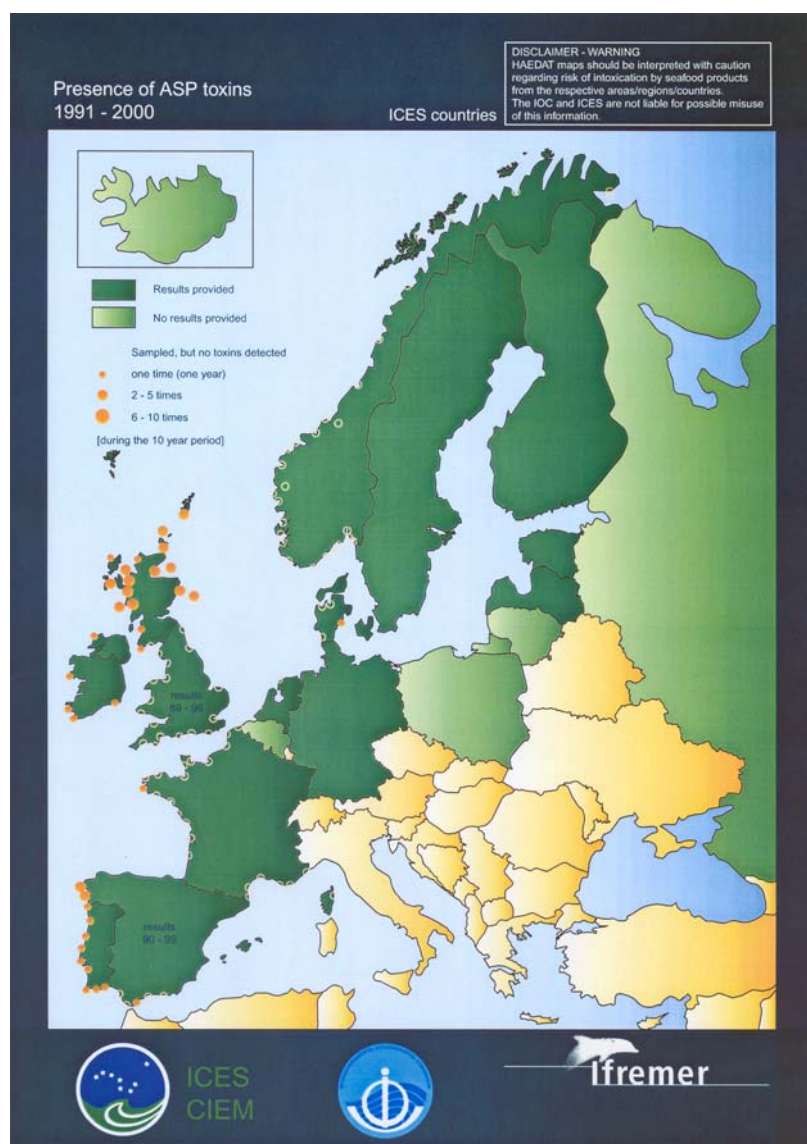 Presence of ASP toxins
1991 - 2000
ICES countries
DISCLAIMER - WARNING
HAEDAT maps should be interpreted with caution
regarding risk of intoxication by seafood products
from the respective areas/regions/countries.
The IOC and ICES are not liable for possible misuse
of this information.
Results provided
No results provided
Sampled, but no toxins detected
one time (one year)
2 - 5 times
6 - 10 times
[during the 10 year period]
results
results
90 - 99
ICES
CIEM
Ifremer